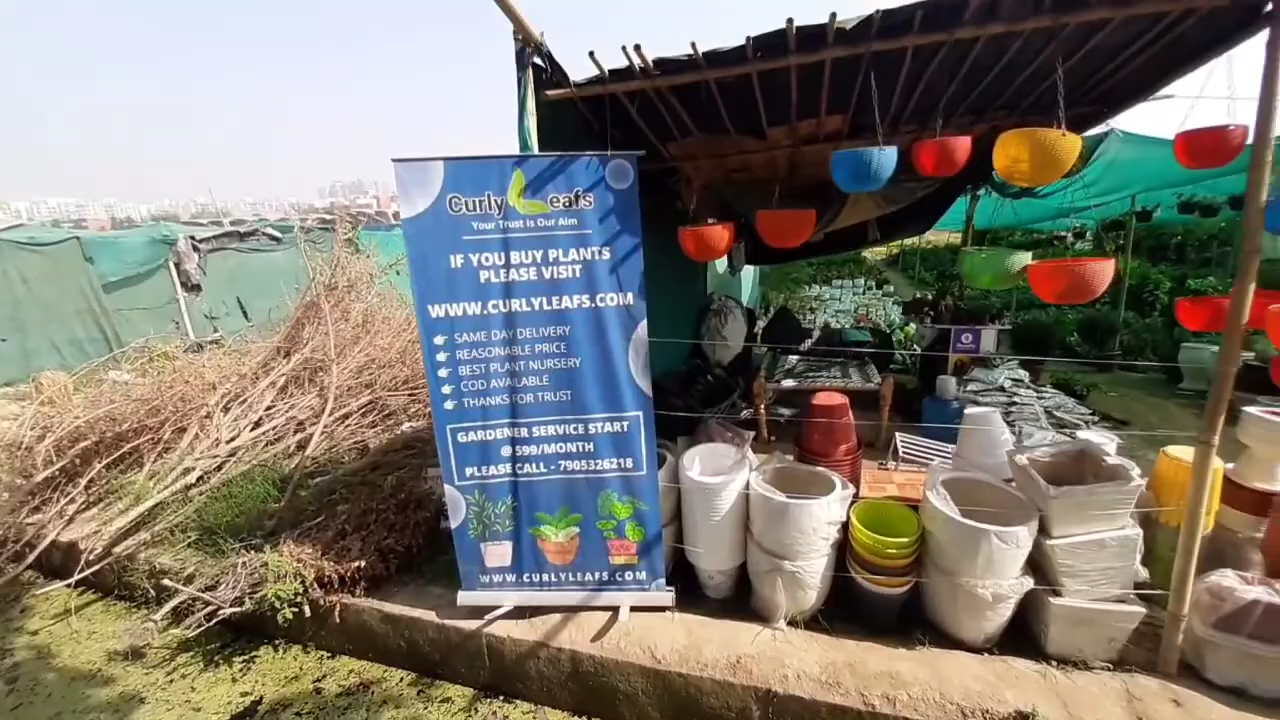 Curly Leafs
Your Trust Is Our Aim
IF YOU BUY PLANTS
PLEASE VISIT
WWW.CURLYLEAFS.COM
SAME DAY DELIVERY
REASONABLE PRICE
BEST PLANT NURSERY
COD AVAILABLE
THANKS FOR TRUST
GARDENER SERVICE START
@ 599/MONTH
PLEASE CALL - 7905326218
WWW.CURLYLEAFS.COM